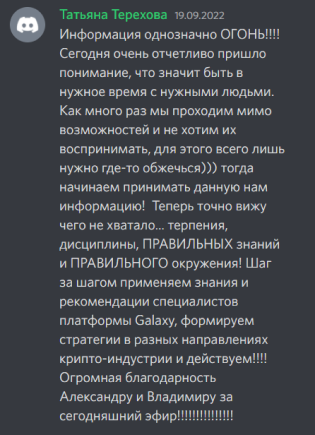 Татьяна Терехова 19.09.2022
Информация однозначно ОГОНЬ!!!!
Сегодня очень отчетливо пришло
понимание, что значит быть в
нужное время с нужными людьми.
Как много раз мы проходим мимо
возможностей и не хотим их
воспринимать, для этого всего лишь
нужно где-то обжечься))) тогда
начинаем принимать данную нам
информацию! Теперь точно вижу
чего не хватало... терпения,
дисциплины, ПРАВИЛЬНЫХ знаний
и ПРАВИЛЬНОГО окружения! Шаг
за шагом применяем знания и
рекомендации специалистов
платформы Galaxy, формируем
стратегии в разных направлениях
крипто-индустрии и действуем!!!!
Огромная благодарность
Александру и Владимиру за
сегодняшний эфир!!!!!!!!!!!!!!!